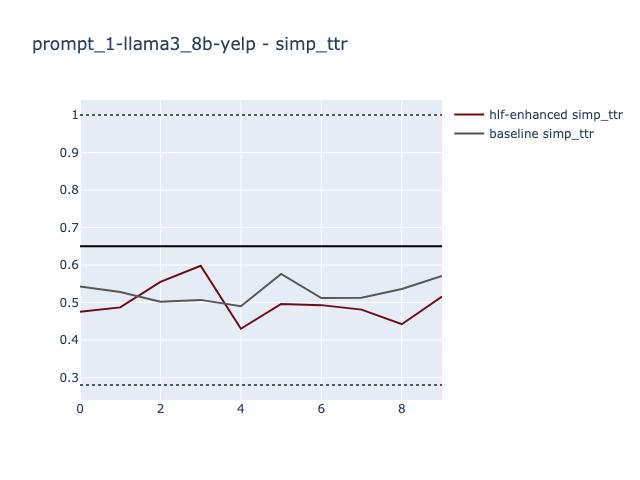 prompt_1-llama3_8b-yelp - simp_ttr
hlf-enhanced simp_ttr
baseline simp_ttr
1
0.9
0.8
0.7
0.6
0.5
0.4
0.3
0 2 4 6 8